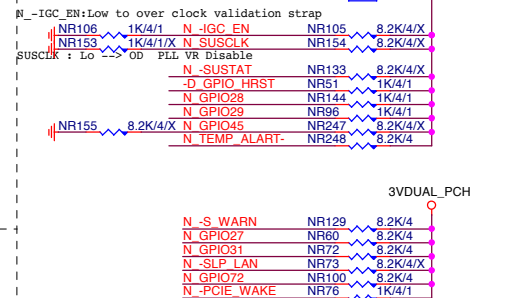 N_-IGC_EN:Low to over clock validation strap
NR106 1K/4/1 N_-IGC_EN NR105 8.2K/4/X
NR153 1K/4/1/X N_SUSCLK NR154 8.2K/4/X
SUSCLK : Lo --> OD PLL VR Disable
N_-SUSTAT NR133 8.2K/4/X
-D_GPIO_HRST NR51 1K/4/1
N_GPIO28 NR144 1K/4/1
N_GPIO29 NR96 1K/4/1
NR155 8.2K/4/X N_GPIO45 NR247 8.2K/4/X
N_TEMP_ALART- NR248 8.2K/4
3VDUAL_PCH
N_-S_WARN NR129 8.2K/4
N_GPIO27 NR60 8.2K/4
N_GPIO31 NR72 8.2K/4
N_-SLP_LAN NR73 8.2K/4/X
N_GPIO72 NR100 8.2K/4
N_-PCIE_WAKE NR76 1K/4/1